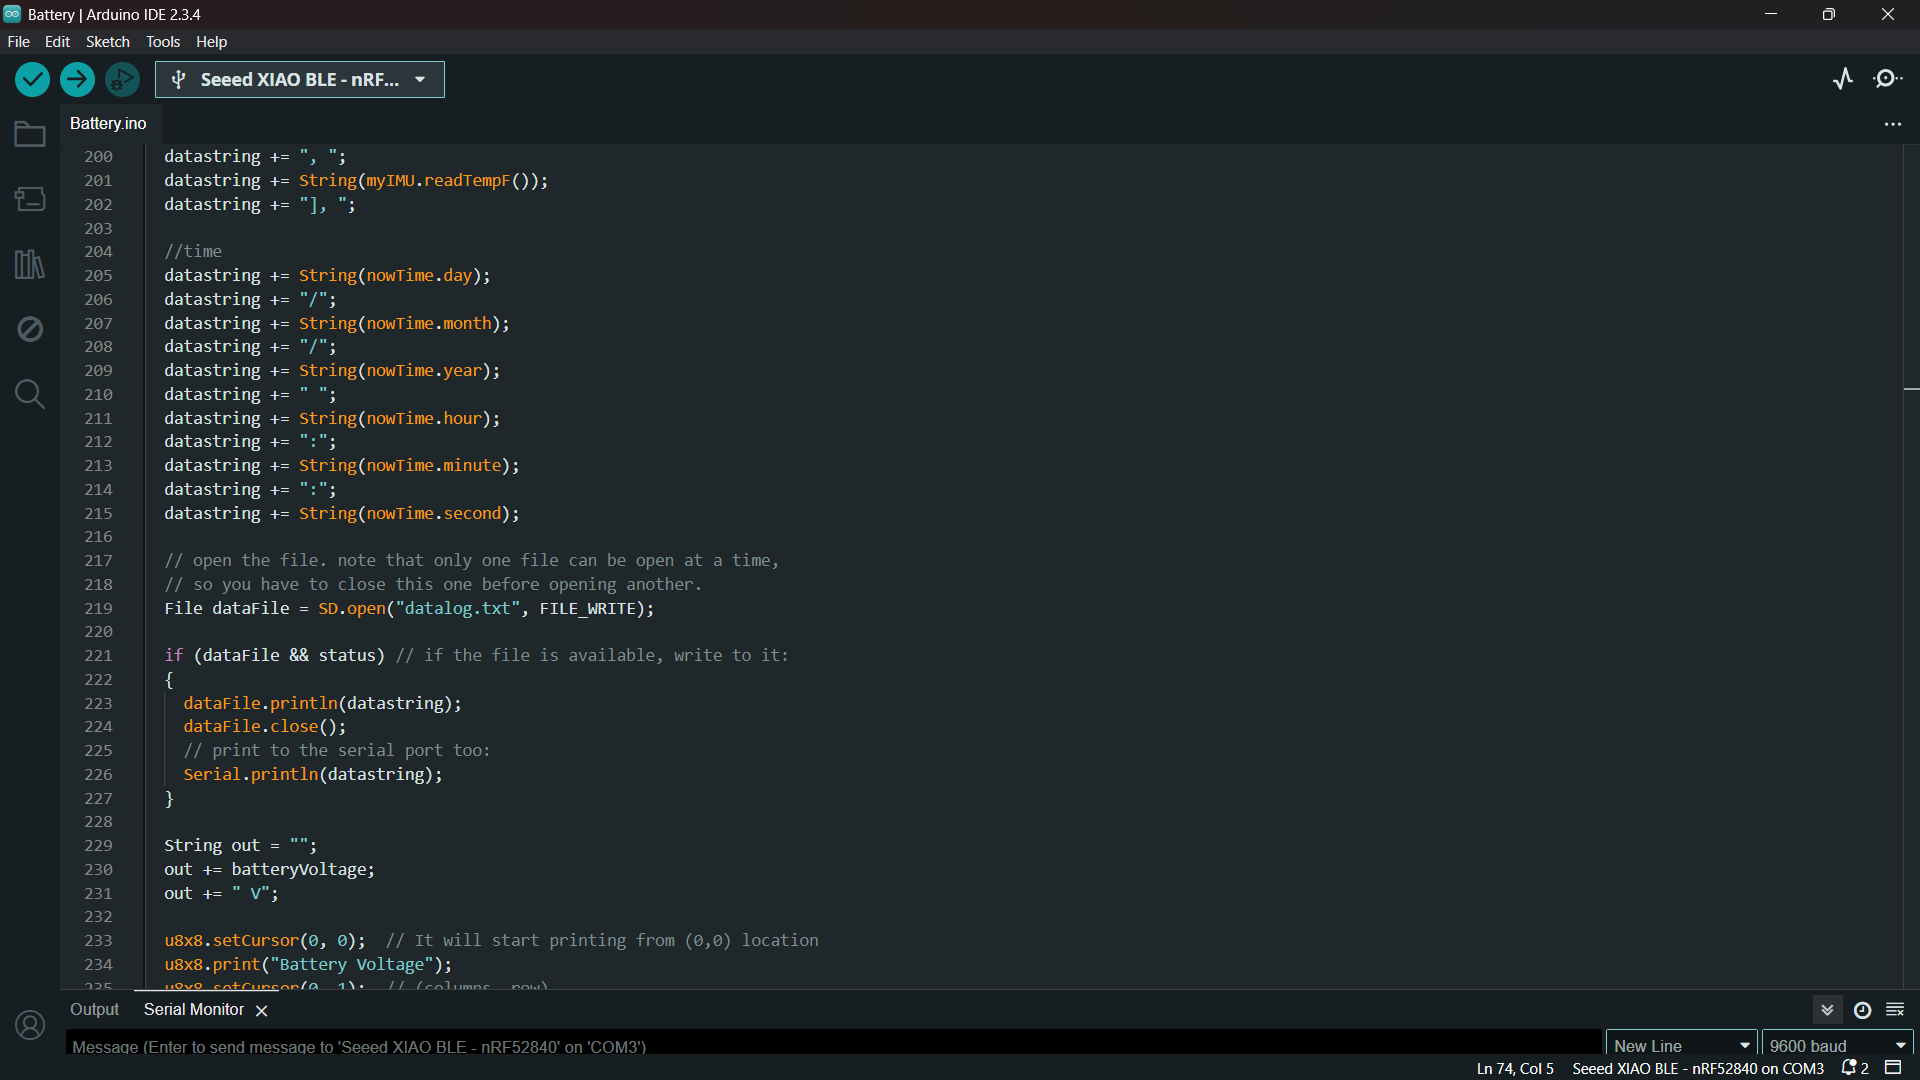 Battery | Arduino IDE 2.3.4
File Edit Sketch Tools Help
Seeed XIAO BLE - nRF...
Battery.ino
200 datastring += ", ";
201 datastring += String(myIMU.readTempF());
202 datastring += "], ";
203
204 //time
205 datastring += String(nowTime.day);
206 datastring += "/";
207 datastring += String(nowTime.month);
208 datastring += "/";
209 datastring += String(nowTime.year);
210 datastring += " ";
211 datastring += String(nowTime.hour);
212 datastring += ":";
213 datastring += String(nowTime.minute);
214 datastring += ":";
215 datastring += String(nowTime.second);
216
217 // open the file. note that only one file can be open at a time,
218 // so you have to close this one before opening another.
219 File dataFile = SD.open("datalog.txt", FILE_WRITE);
220
221 if (dataFile && status) // if the file is available, write to it:
222 {
223 dataFile.println(datastring);
224 dataFile.close();
225 // print to the serial port too:
226 Serial.println(datastring);
227 }
228
229 String out = "";
230 out += batteryVoltage;
231 out += " V";
232
233 u8x8.setCursor(0, 0); // It will start printing from (0,0) location
234 u8x8.print("Battery Voltage");
235 u8x8.setCursor(0, 1); // (columns, row)
Output Serial Monitor
Message (Enter to send message to 'Seeed XIAO BLE - nRF52840' on 'COM3')
New Line 9600 baud
Ln 74, Col 5 Seeed XIAO BLE - nRF52840 on COM3 2